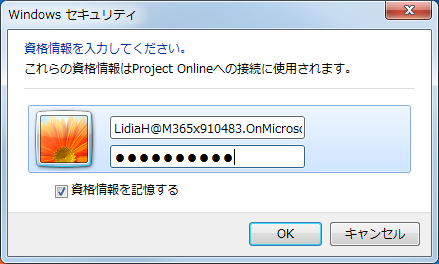 Windows セキュリティ
資格情報を入力してください。
これらの資格情報はProject Onlineへの接続に使用されます。
LidiaH@M365x910483.OnMicrosc
●●●●●●●●●●
資格情報を記憶する
OK
キャンセル